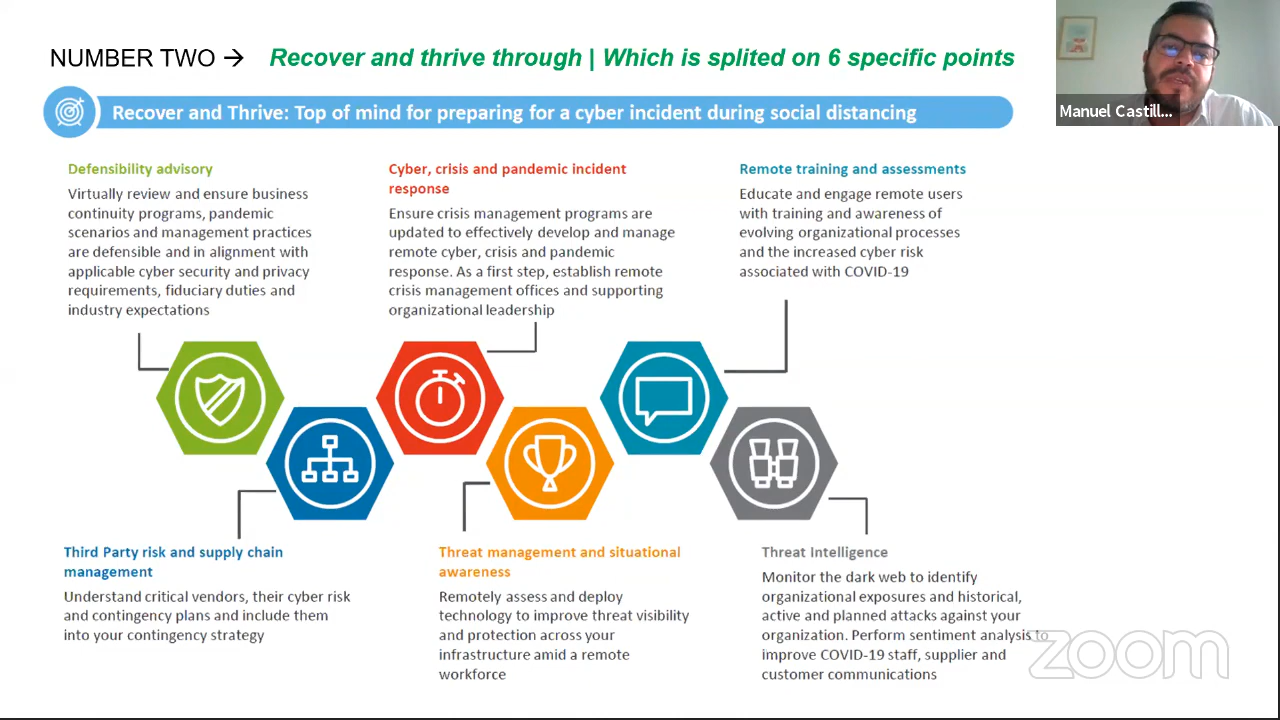 NUMBER TWO → Recover and thrive through | Which is splited on 6 specific points
Manuel Castill...
Recover and Thrive: Top of mind for preparing for a cyber incident during social distancing
Defensibility advisory
Virtually review and ensure business
continuity programs, pandemic
scenarios and management practices
are defensible and in alignment with
applicable cyber security and privacy
requirements, fiduciary duties and
industry expectations
Cyber, crisis and pandemic incident
response
Ensure crisis management programs are
updated to effectively develop and manage
remote cyber, crisis and pandemic
response. As a first step, establish remote
crisis management offices and supporting
organizational leadership
Remote training and assessments
Educate and engage remote users
with training and awareness of
evolving organizational processes
and the increased cyber risk
associated with COVID-19
Third Party risk and supply chain
management
Understand critical vendors, their cyber risk
and contingency plans and include them
into your contingency strategy
Threat management and situational
awareness
Remotely assess and deploy
technology to improve threat visibility
and protection across your
infrastructure amid a remote
workforce
Threat Intelligence
Monitor the dark web to identify
organizational exposures and historical,
active and planned attacks against your
organization. Perform sentiment analysis to
improve COVID-19 staff, supplier and
customer communications
zoom